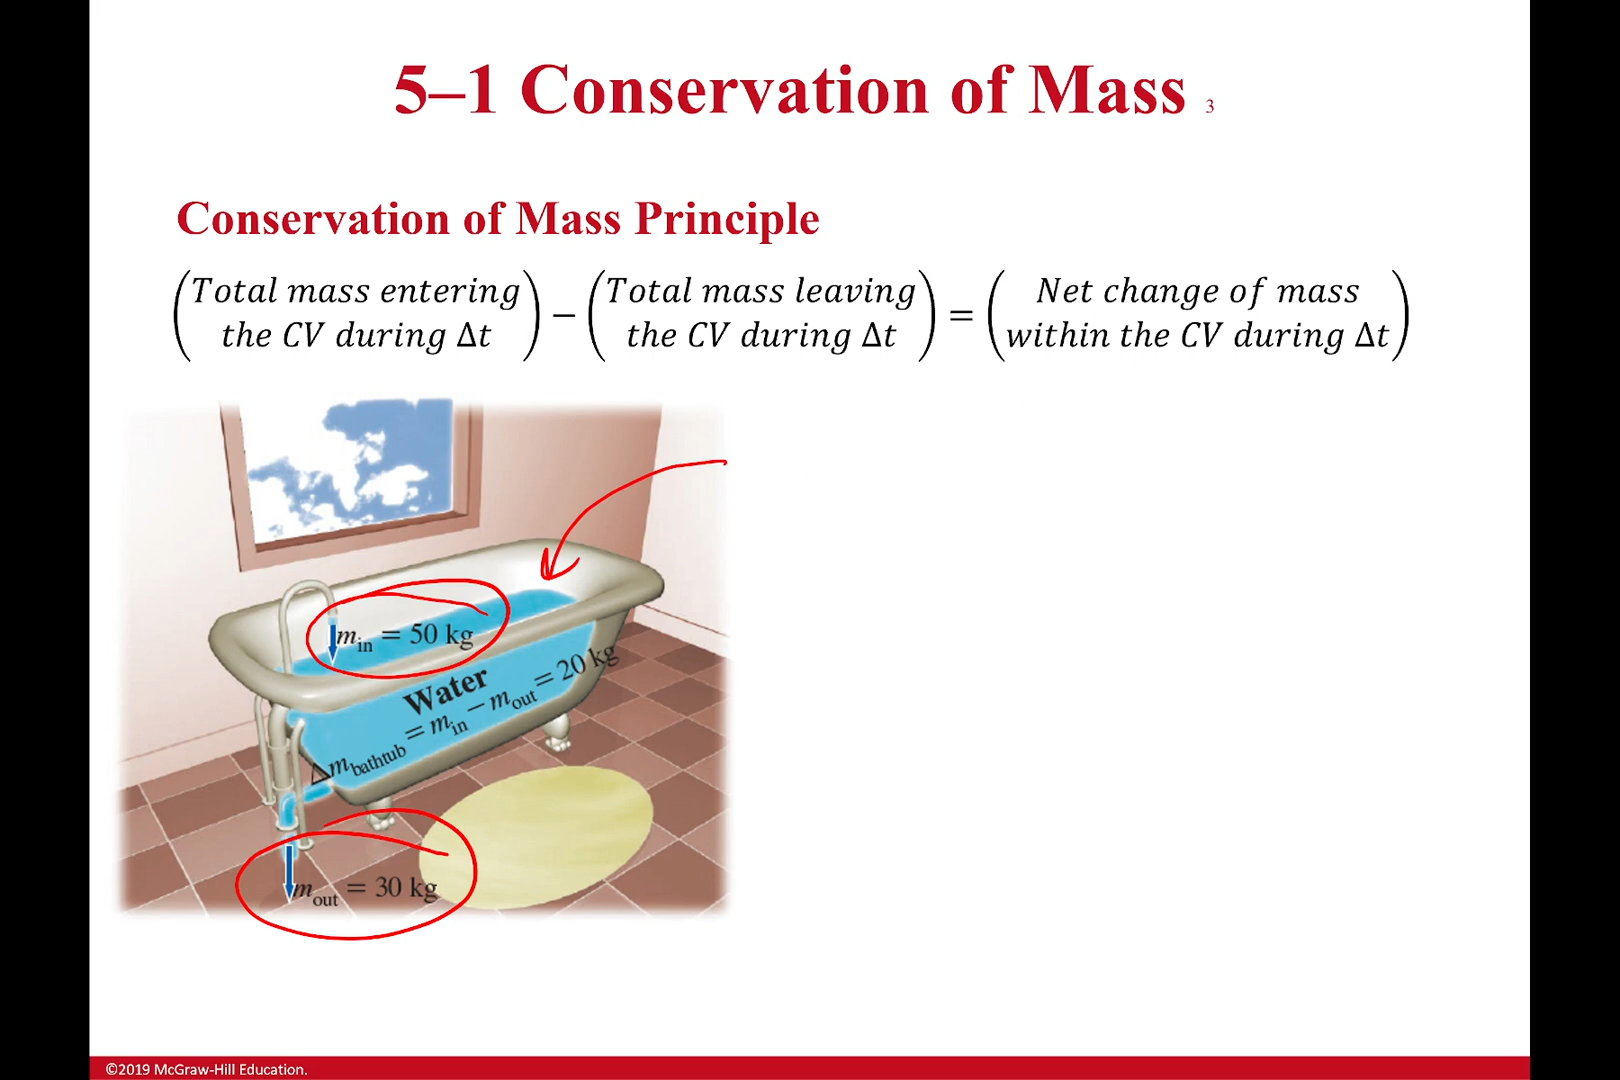 5–1 Conservation of Mass 3
Conservation of Mass Principle
(Total mass entering the CV during Δt) − (Total mass leaving the CV during Δt) = (Net change of mass within the CV during Δt)
m_in = 50 kg
Water
Δm_bathtub = m_in − m_out = 20 kg
m_out = 30 kg
©2019 McGraw-Hill Education.